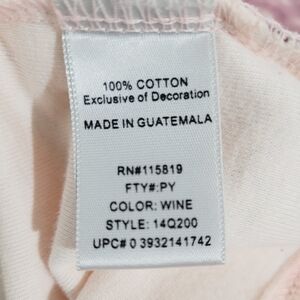 100% COTTON
Exclusive of Decoration
MADE IN GUATEMALA
RN#115819
FTY#:PY
COLOR: WINE
STYLE: 14Q200
UPC# 0 3932141742